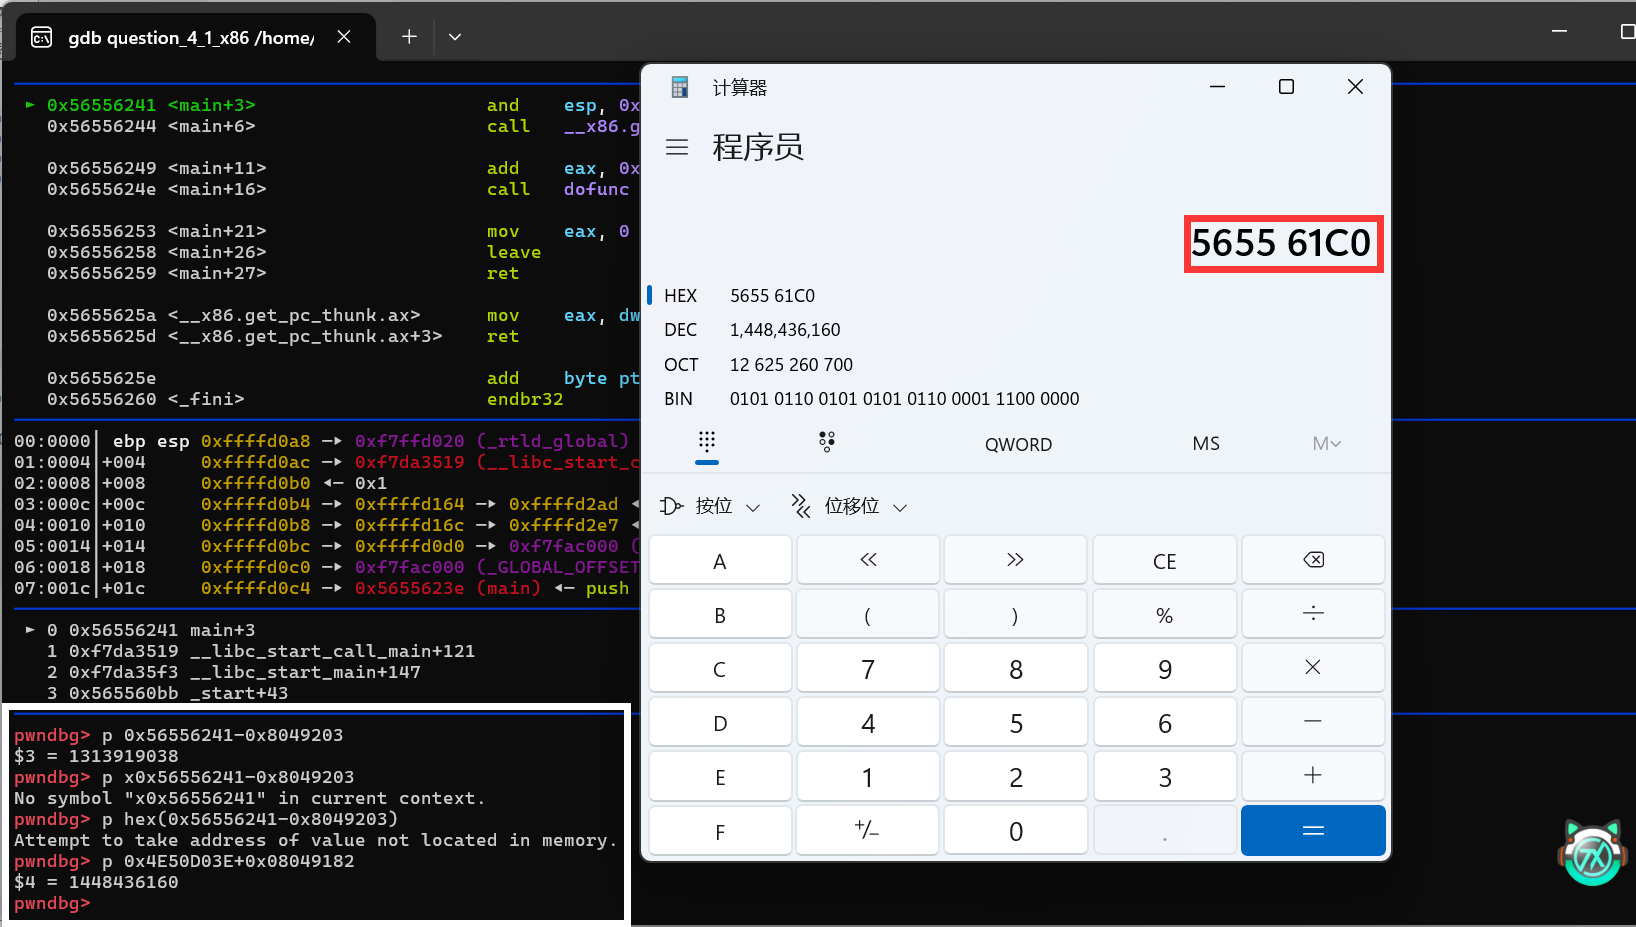 gdb question_4_1_x86 /home/
► 0x56556241 <main+3> and esp, 0x
0x56556244 <main+6> call __x86.g
0x56556249 <main+11> add eax, 0x
0x5655624e <main+16> call dofunc
0x56556253 <main+21> mov eax, 0
0x56556258 <main+26> leave
0x56556259 <main+27> ret
0x5655625a <__x86.get_pc_thunk.ax> mov eax, dw
0x5655625d <__x86.get_pc_thunk.ax+3> ret
0x5655625e add byte pt
0x56556260 <_fini> endbr32
00:0000│ ebp esp 0xffffd0a8 —▸ 0xf7ffd020 (_rtld_global)
01:0004│+004 0xffffd0ac —▸ 0xf7da3519 (__libc_start_c
02:0008│+008 0xffffd0b0 ◂— 0x1
03:000c│+00c 0xffffd0b4 —▸ 0xffffd164 —▸ 0xffffd2ad ◂
04:0010│+010 0xffffd0b8 —▸ 0xffffd16c —▸ 0xffffd2e7 ◂
05:0014│+014 0xffffd0bc —▸ 0xffffd0d0 —▸ 0xf7fac000 (
06:0018│+018 0xffffd0c0 —▸ 0xf7fac000 (_GLOBAL_OFFSET
07:001c│+01c 0xffffd0c4 —▸ 0x5655623e (main) ◂— push
► 0 0x56556241 main+3
1 0xf7da3519 __libc_start_call_main+121
2 0xf7da35f3 __libc_start_main+147
3 0x565560bb _start+43
pwndbg> p 0x56556241-0x8049203
$3 = 1313919038
pwndbg> p x0x56556241-0x8049203
No symbol "x0x56556241" in current context.
pwndbg> p hex(0x56556241-0x8049203)
Attempt to take address of value not located in memory.
pwndbg> p 0x4E50D03E+0x08049182
$4 = 1448436160
pwndbg>
计算器
程序员
5655 61C0
HEX 5655 61C0
DEC 1,448,436,160
OCT 12 625 260 700
BIN 0101 0110 0101 0101 0110 0001 1100 0000
QWORD MS M
按位 位移位
A « » CE
B ( ) % ÷
C 7 8 9 ×
D 4 5 6 −
E 1 2 3 +
F +/− 0 . =
7X